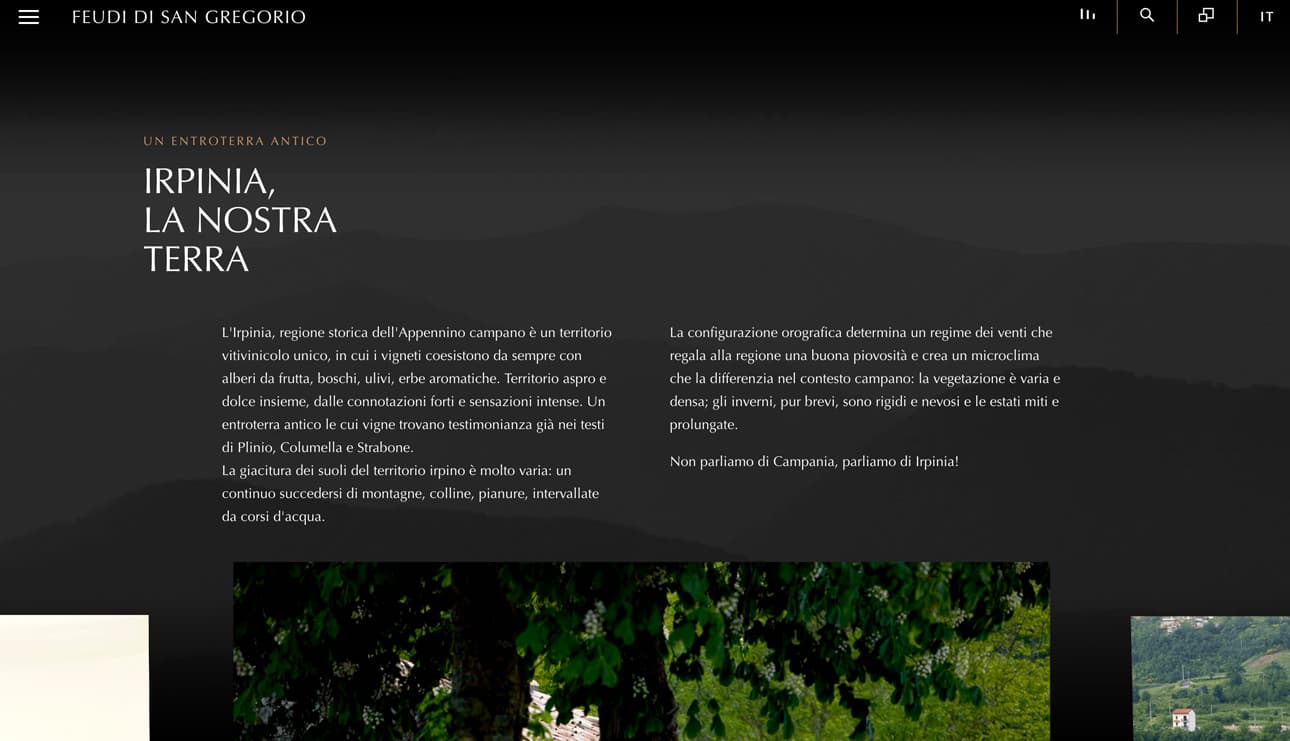 FEUDI DI SAN GREGORIO
IT
UN ENTROTERRA ANTICO
IRPINIA,
LA NOSTRA
TERRA
L'Irpinia, regione storica dell'Appennino campano è un territorio
vitivinicolo unico, in cui i vigneti coesistono da sempre con
alberi da frutta, boschi, ulivi, erbe aromatiche. Territorio aspro e
dolce insieme, dalle connotazioni forti e sensazioni intense. Un
entroterra antico le cui vigne trovano testimonianza già nei testi
di Plinio, Columella e Strabone.
La giacitura dei suoli del territorio irpino è molto varia: un
continuo succedersi di montagne, colline, pianure, intervallate
da corsi d'acqua.
La configurazione orografica determina un regime dei venti che
regala alla regione una buona piovosità e crea un microclima
che la differenzia nel contesto campano: la vegetazione è varia e
densa; gli inverni, pur brevi, sono rigidi e nevosi e le estati miti e
prolungate.
Non parliamo di Campania, parliamo di Irpinia!